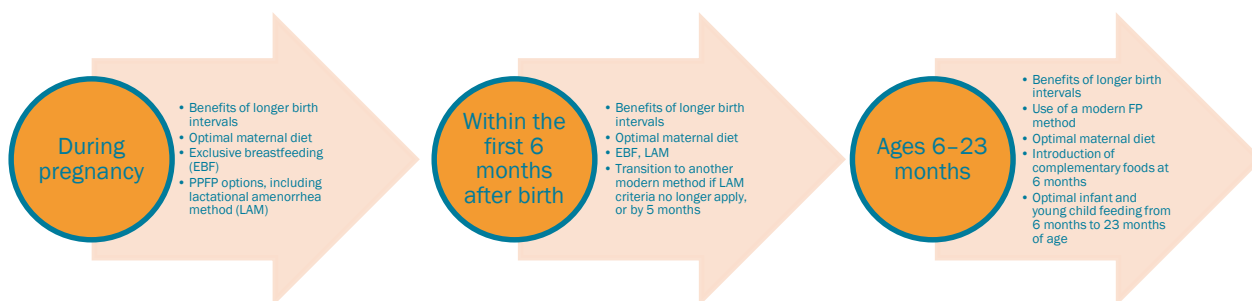 During
pregnancy
• Benefits of longer birth
intervals
• Optimal maternal diet
• Exclusive breastfeeding
(EBF)
• PPFP options, including
lactational amenorrhea
method (LAM)
Within the
first 6
months
after birth
• Benefits of longer birth
intervals
• Optimal maternal diet
• EBF, LAM
• Transition to another
modern method if LAM
criteria no longer apply,
or by 5 months
Ages 6–23
months
• Benefits of longer birth
intervals
• Use of a modern FP
method
• Optimal maternal diet
• Introduction of
complementary foods at
6 months
• Optimal infant and
young child feeding from
6 months to 23 months
of age